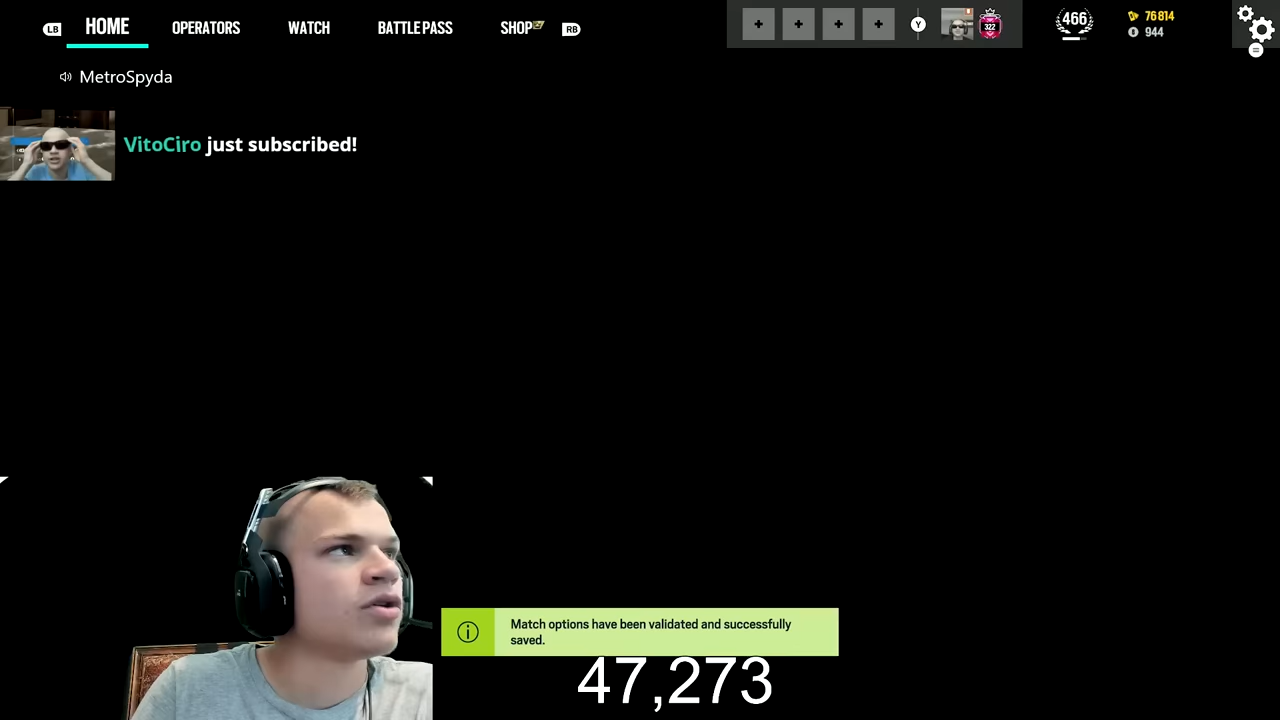 LB HOME OPERATORS WATCH BATTLE PASS SHOP RB
+ + + + Y 322 466 76 814
944
MetroSpyda
VitoCiro just subscribed!
Match options have been validated and successfully
saved.
47,273